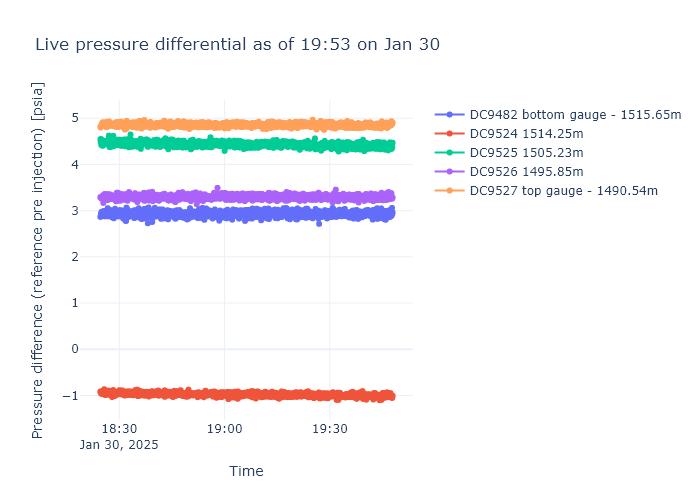 Live pressure differential as of 19:53 on Jan 30
Pressure difference (reference pre injection) [psia]
5
4
3
2
1
0
−1
18:30
19:00
19:30
Jan 30, 2025
Time
DC9482 bottom gauge - 1515.65m
DC9524 1514.25m
DC9525 1505.23m
DC9526 1495.85m
DC9527 top gauge - 1490.54m